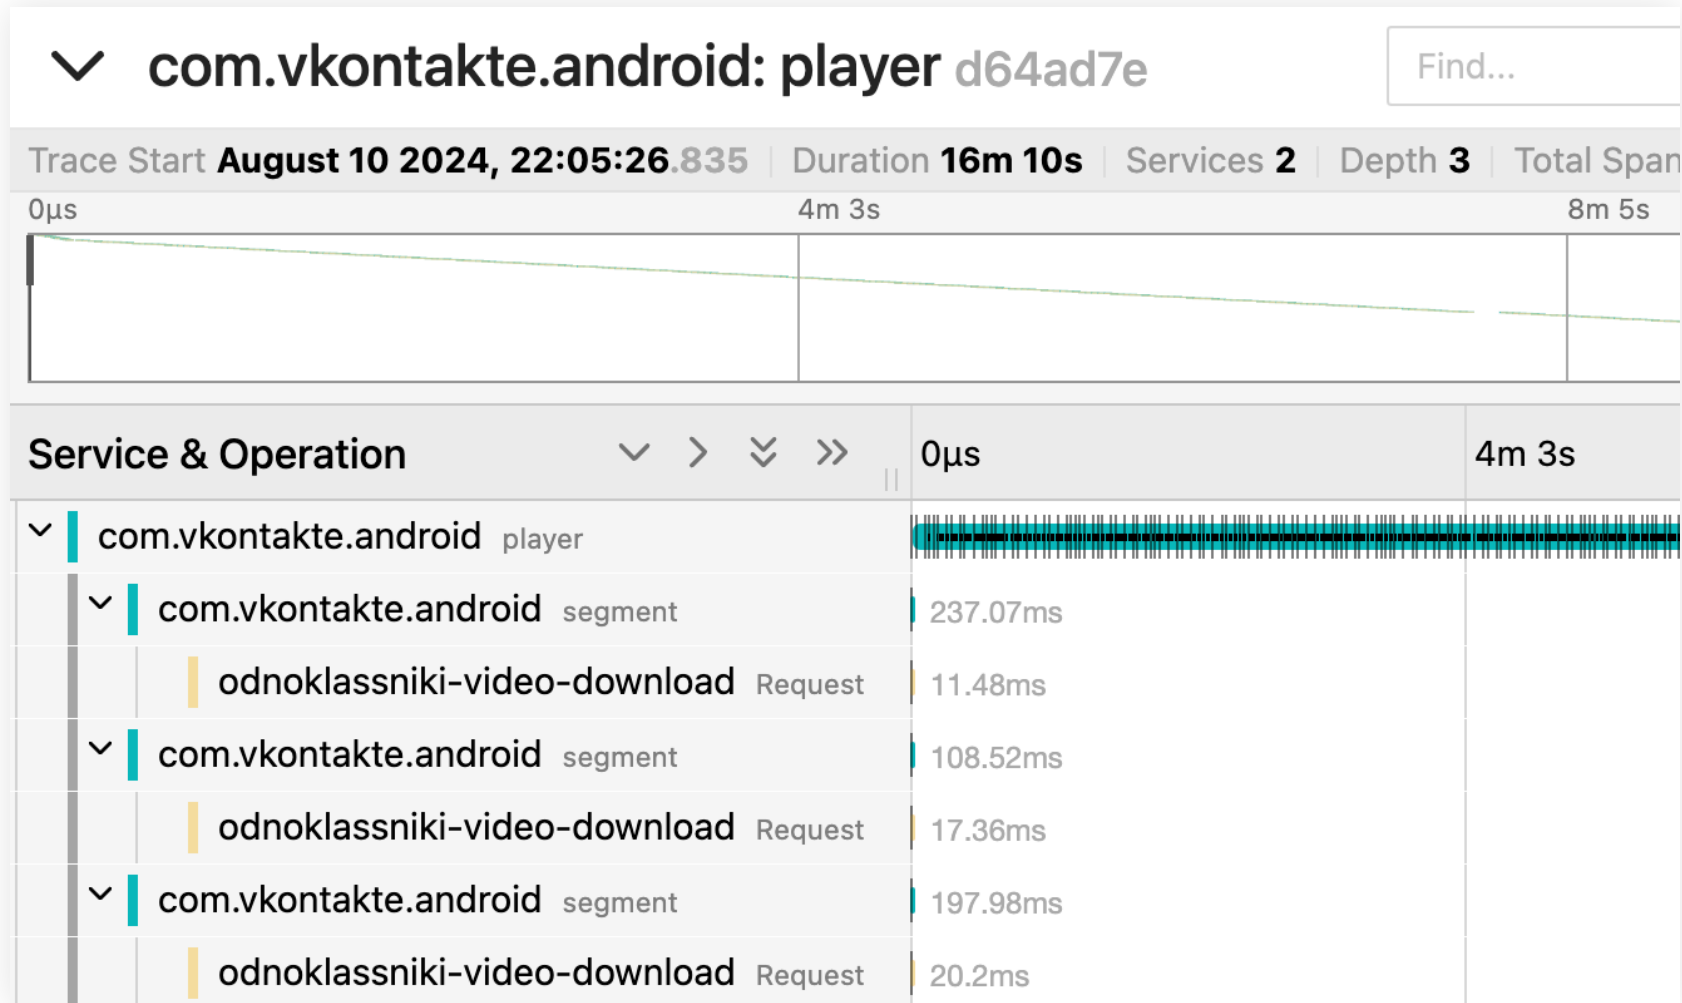 com.vkontakte.android: player d64ad7e
Find...
Trace Start August 10 2024, 22:05:26.835 Duration 16m 10s Services 2 Depth 3 Total Span
0μs 4m 3s 8m 5s
Service & Operation 0μs 4m 3s
com.vkontakte.android player
com.vkontakte.android segment 237.07ms
odnoklassniki-video-download Request 11.48ms
com.vkontakte.android segment 108.52ms
odnoklassniki-video-download Request 17.36ms
com.vkontakte.android segment 197.98ms
odnoklassniki-video-download Request 20.2ms